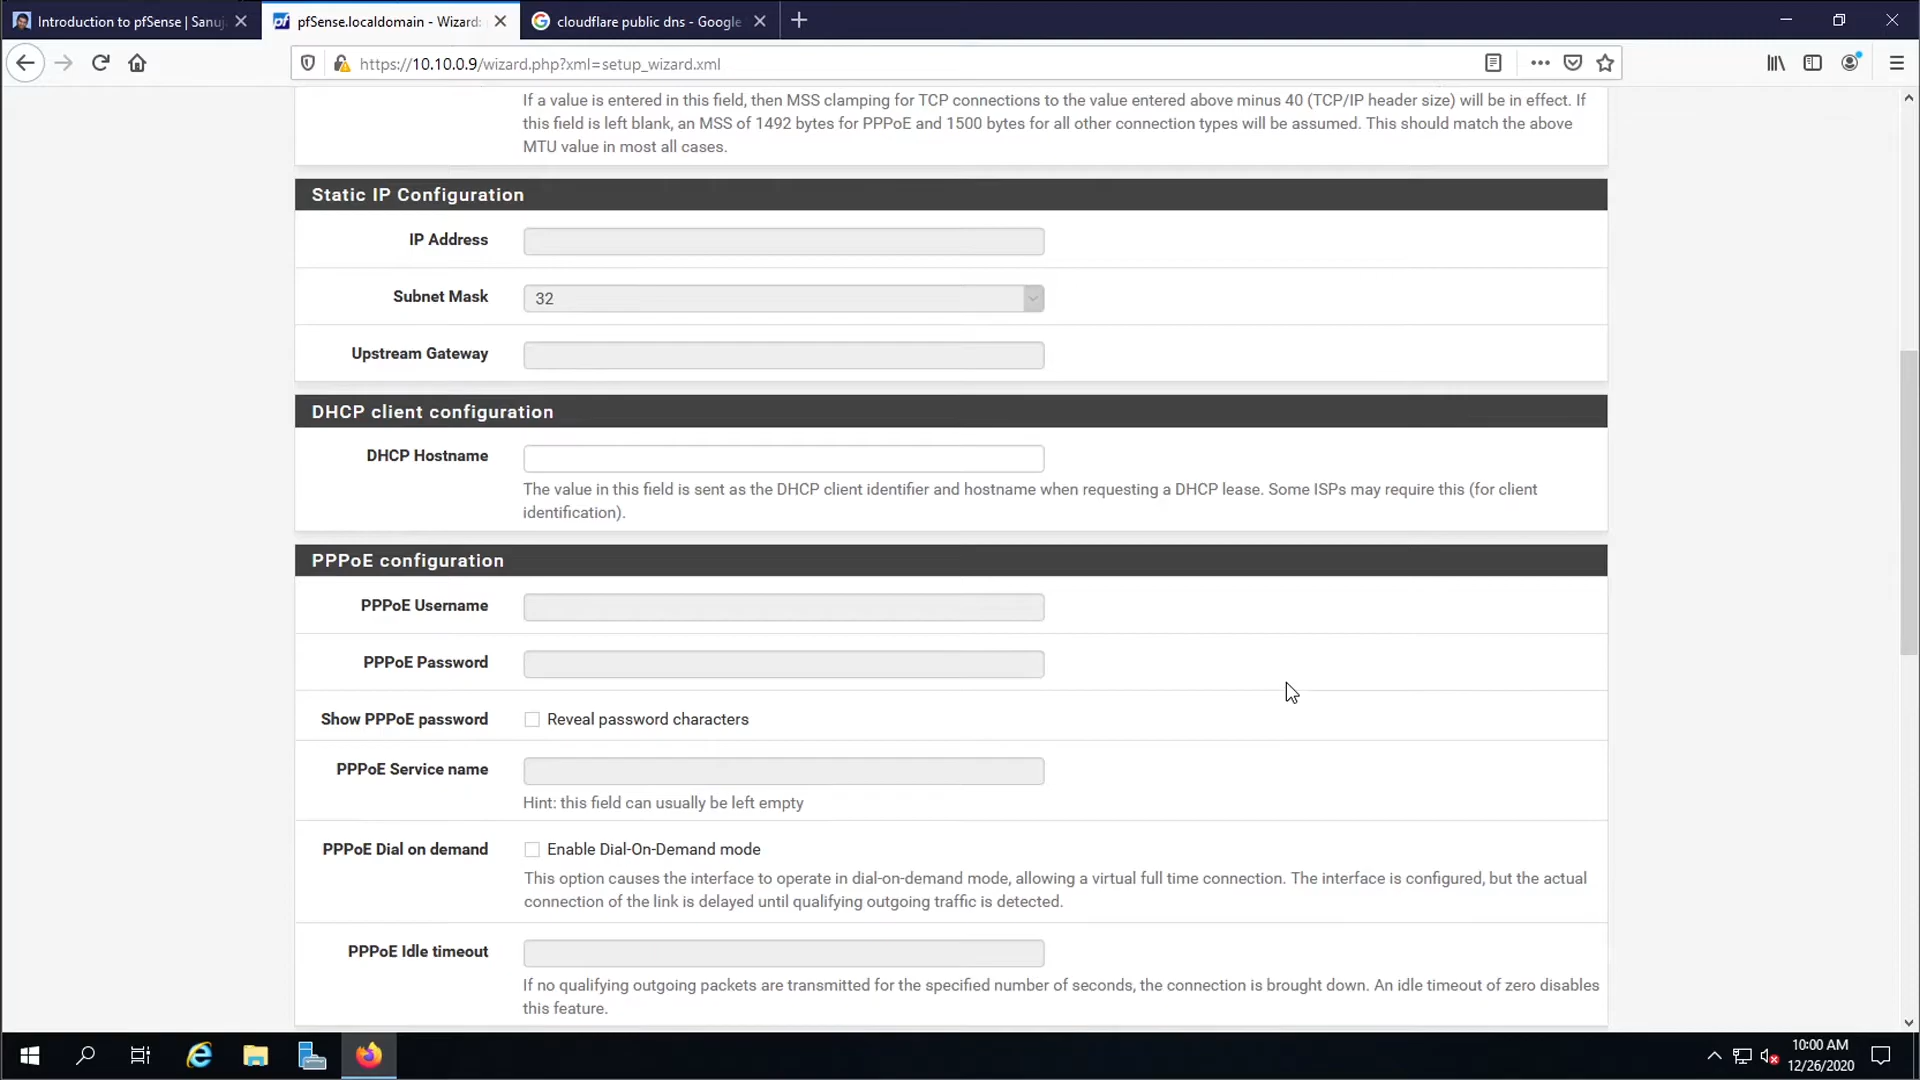 Introduction to pfSense | Sanuj
pfSense.localdomain - Wizard:
cloudflare public dns - Google
https://10.10.0.9/wizard.php?xml=setup_wizard.xml
If a value is entered in this field, then MSS clamping for TCP connections to the value entered above minus 40 (TCP/IP header size) will be in effect. If
this field is left blank, an MSS of 1492 bytes for PPPoE and 1500 bytes for all other connection types will be assumed. This should match the above
MTU value in most all cases.
Static IP Configuration
IP Address
Subnet Mask 32
Upstream Gateway
DHCP client configuration
DHCP Hostname
The value in this field is sent as the DHCP client identifier and hostname when requesting a DHCP lease. Some ISPs may require this (for client
identification).
PPPoE configuration
PPPoE Username
PPPoE Password
Show PPPoE password Reveal password characters
PPPoE Service name
Hint: this field can usually be left empty
PPPoE Dial on demand Enable Dial-On-Demand mode
This option causes the interface to operate in dial-on-demand mode, allowing a virtual full time connection. The interface is configured, but the actual
connection of the link is delayed until qualifying outgoing traffic is detected.
PPPoE Idle timeout
If no qualifying outgoing packets are transmitted for the specified number of seconds, the connection is brought down. An idle timeout of zero disables
this feature.
10:00 AM
12/26/2020